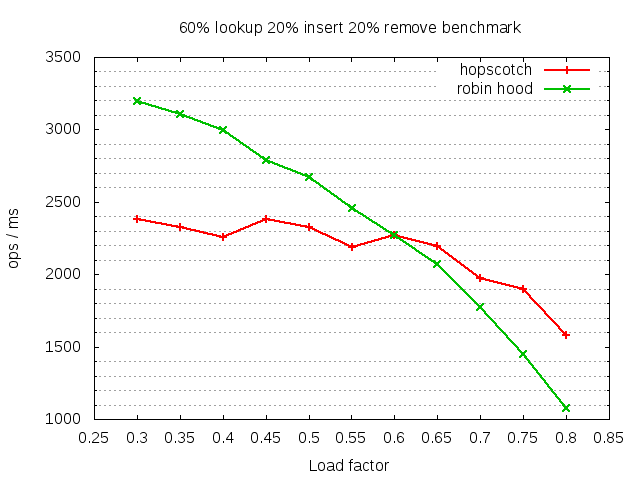 60% lookup 20% insert 20% remove benchmark
hopscotch
robin hood
ops / ms
3500
3000
2500
2000
1500
1000
0.25 0.3 0.35 0.4 0.45 0.5 0.55 0.6 0.65 0.7 0.75 0.8 0.85
Load factor